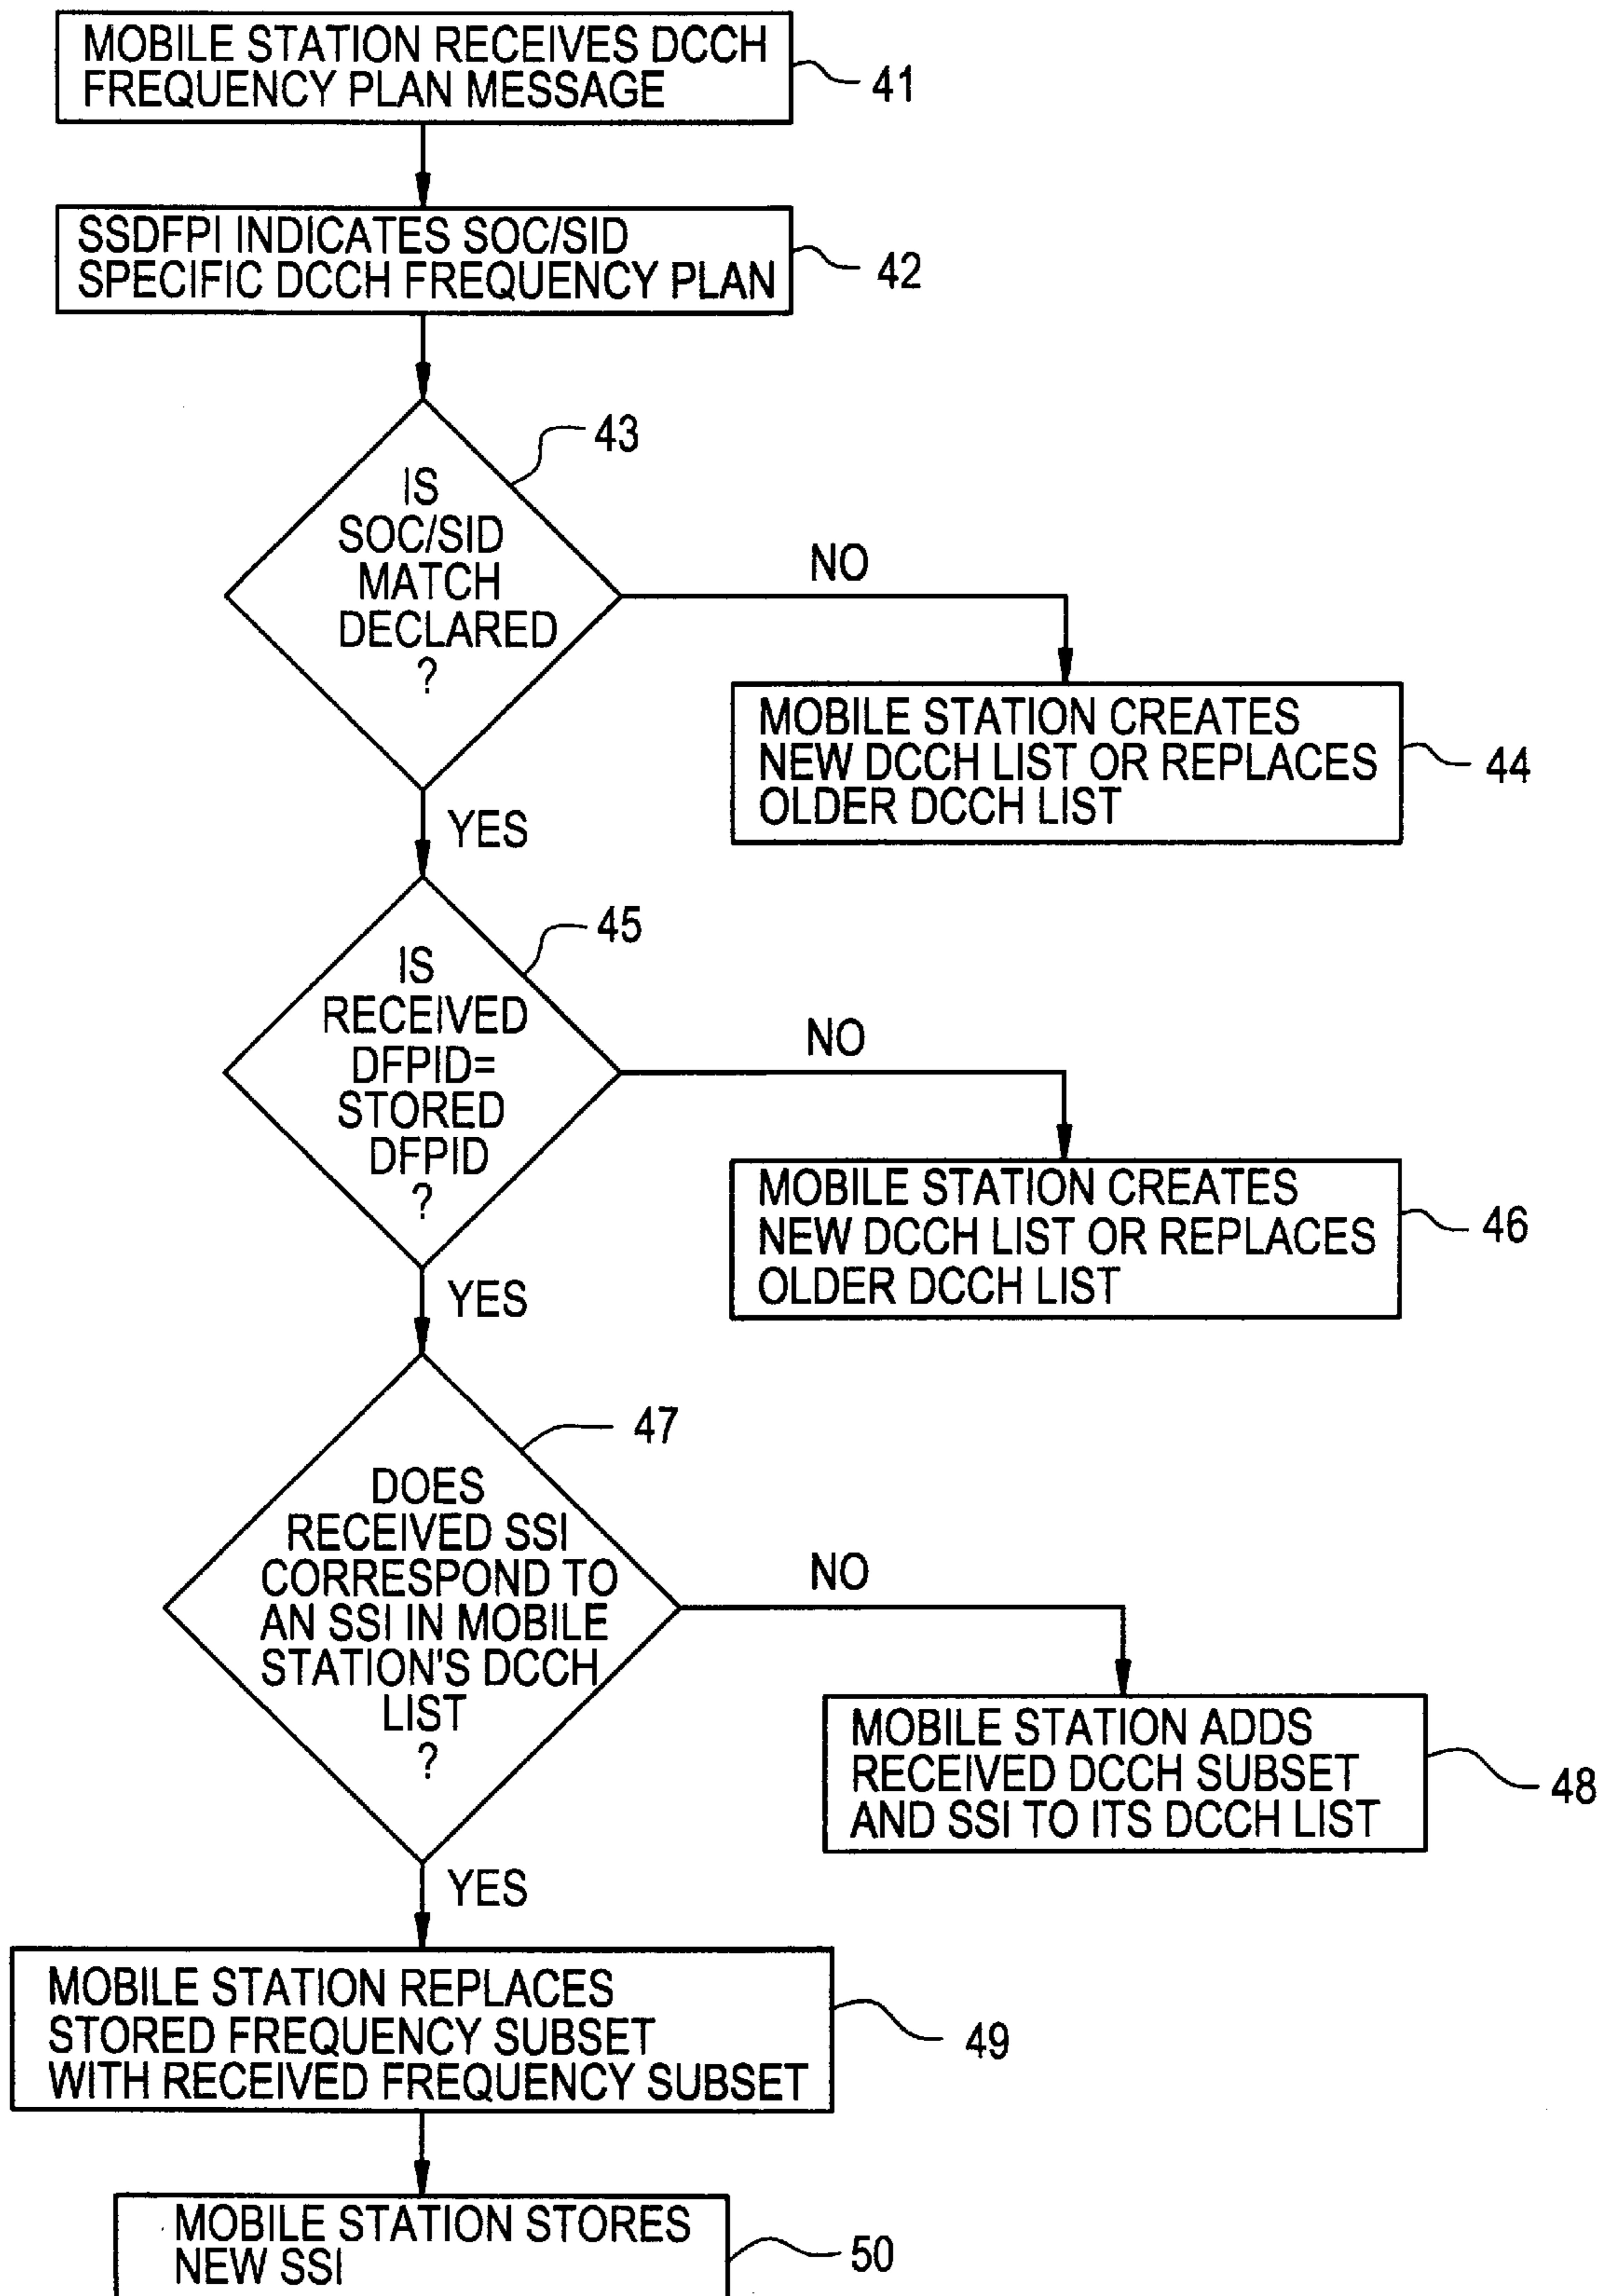 MOBILE STATION RECEIVES DCCH
FREQUENCY PLAN MESSAGE
41
SSDFPI INDICATES SOC/SID
SPECIFIC DCCH FREQUENCY PLAN
42
43
IS
SOC/SID
MATCH
DECLARED
?
NO
MOBILE STATION CREATES
NEW DCCH LIST OR REPLACES
OLDER DCCH LIST
44
YES
45
IS
RECEIVED
DFPID=
STORED
DFPID
?
NO
MOBILE STATION CREATES
NEW DCCH LIST OR REPLACES
OLDER DCCH LIST
46
YES
47
DOES
RECEIVED SSI
CORRESPOND TO
AN SSI IN MOBILE
STATION'S DCCH
LIST
?
NO
MOBILE STATION ADDS
RECEIVED DCCH SUBSET
AND SSI TO ITS DCCH LIST
48
YES
MOBILE STATION REPLACES
STORED FREQUENCY SUBSET
WITH RECEIVED FREQUENCY SUBSET
49
MOBILE STATION STORES
NEW SSI
50